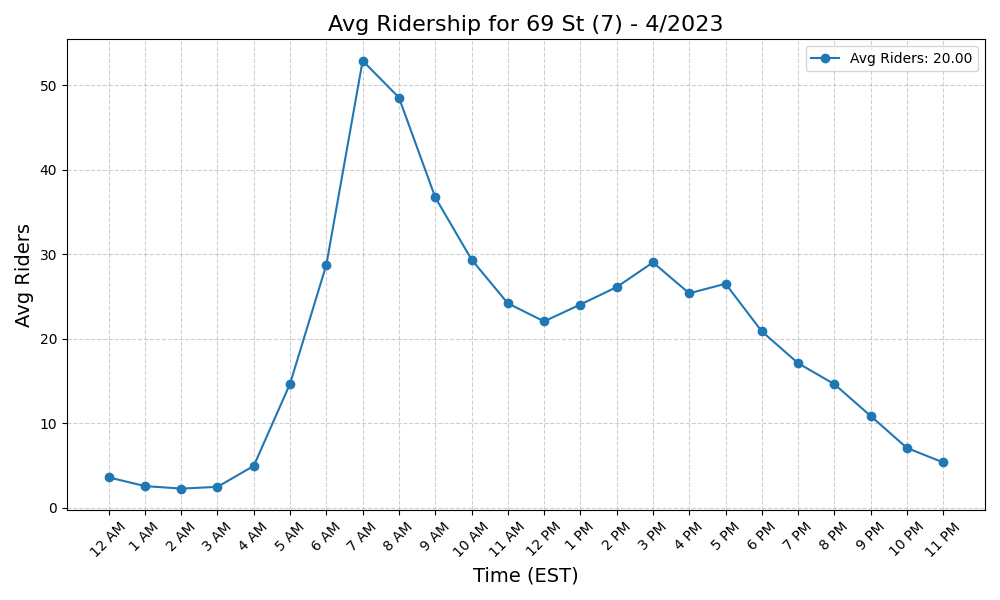 Avg Ridership for 69 St (7) - 4/2023
Avg Riders: 20.00
Avg Riders
50
40
30
20
10
0
12 AM 1 AM 2 AM 3 AM 4 AM 5 AM 6 AM 7 AM 8 AM 9 AM 10 AM 11 AM 12 PM 1 PM 2 PM 3 PM 4 PM 5 PM 6 PM 7 PM 8 PM 9 PM 10 PM 11 PM
Time (EST)